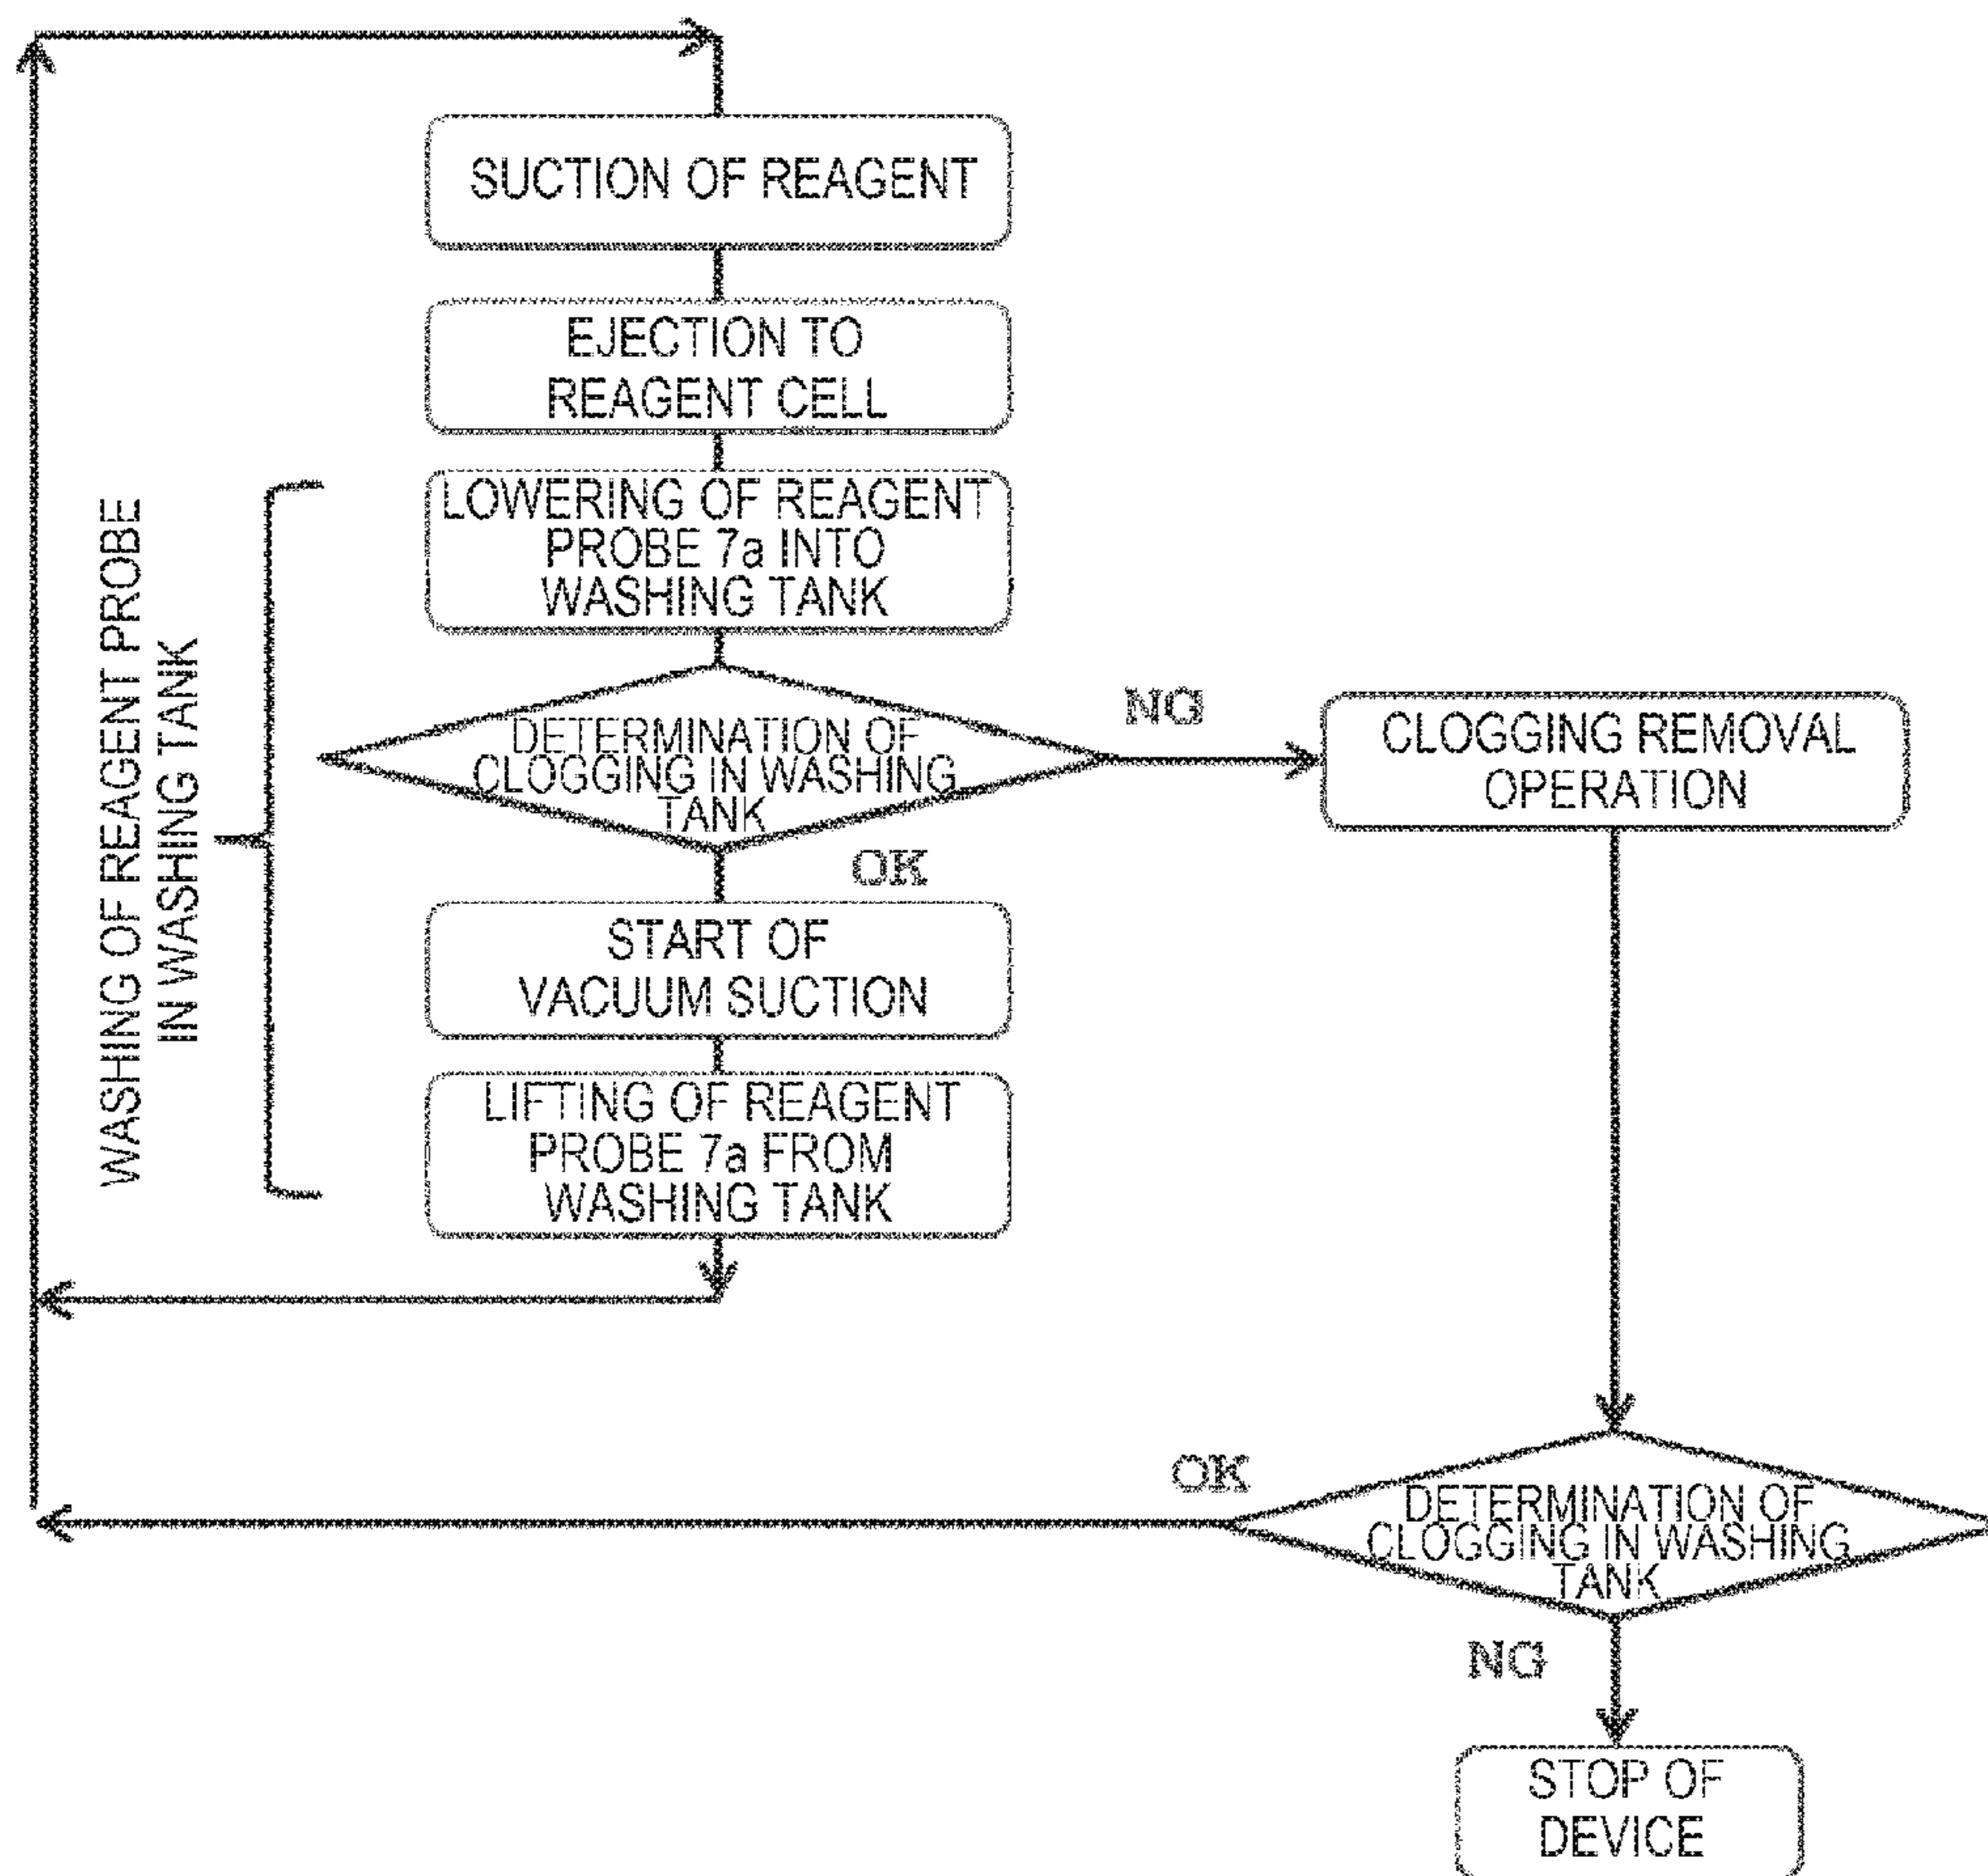 SUCTION OF REAGENT
EJECTION TO
REAGENT CELL
LOWERING OF REAGENT
PROBE 7a INTO
WASHING TANK
WASHING OF REAGENT PROBE
IN WASHING TANK
DETERMINATION OF
CLOGGING IN WASHING
TANK
NG
CLOGGING REMOVAL
OPERATION
OK
START OF
VACUUM SUCTION
LIFTING OF REAGENT
PROBE 7a FROM
WASHING TANK
OK
DETERMINATION OF
CLOGGING IN WASHING
TANK
NG
STOP OF
DEVICE